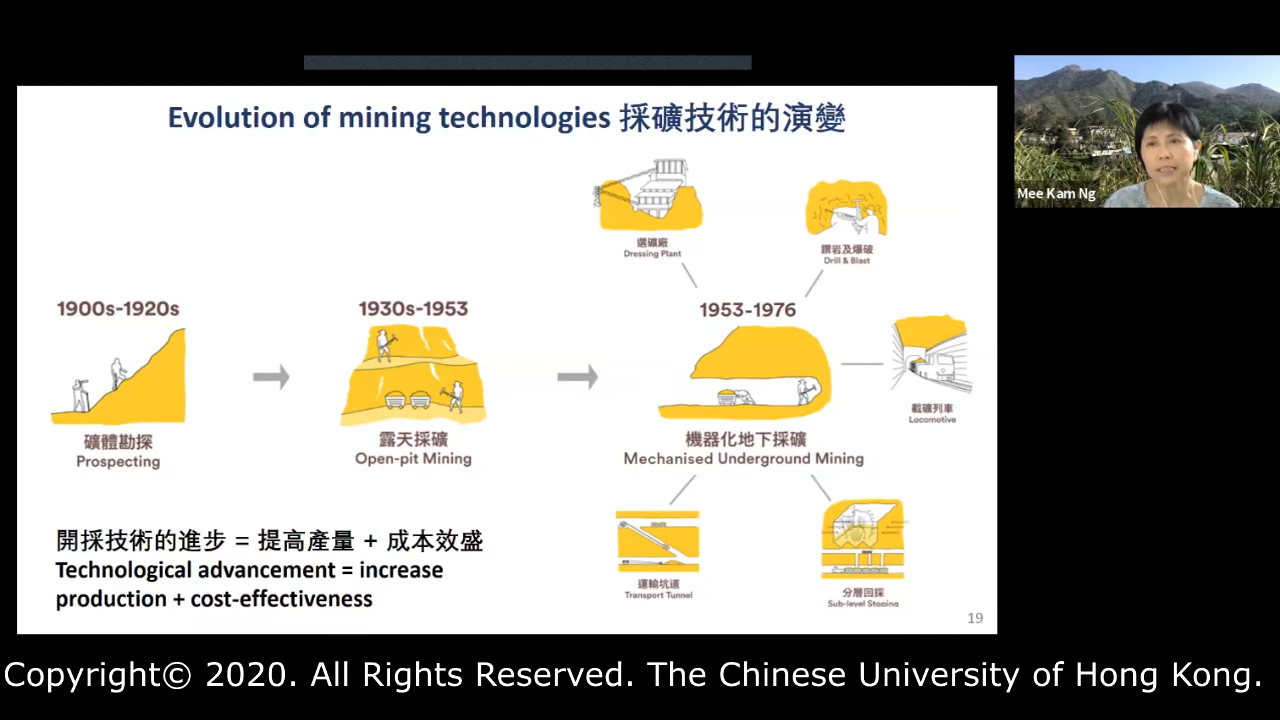 Evolution of mining technologies 採礦技術的演變
Mee Kam Ng
選礦廠
Dressing Plant
鑽岩及爆破
Drill & Blast
1900s-1920s
1930s-1953
1953-1976
載礦列車
Locomotive
礦體勘探
Prospecting
露天採礦
Open-pit Mining
機器化地下採礦
Mechanised Underground Mining
開採技術的進步 = 提高產量 + 成本效盛
Technological advancement = increase
production + cost-effectiveness
運輸坑道
Transport Tunnel
分層回採
Sub-level Stoping
19
Copyright© 2020. All Rights Reserved. The Chinese University of Hong Kong.